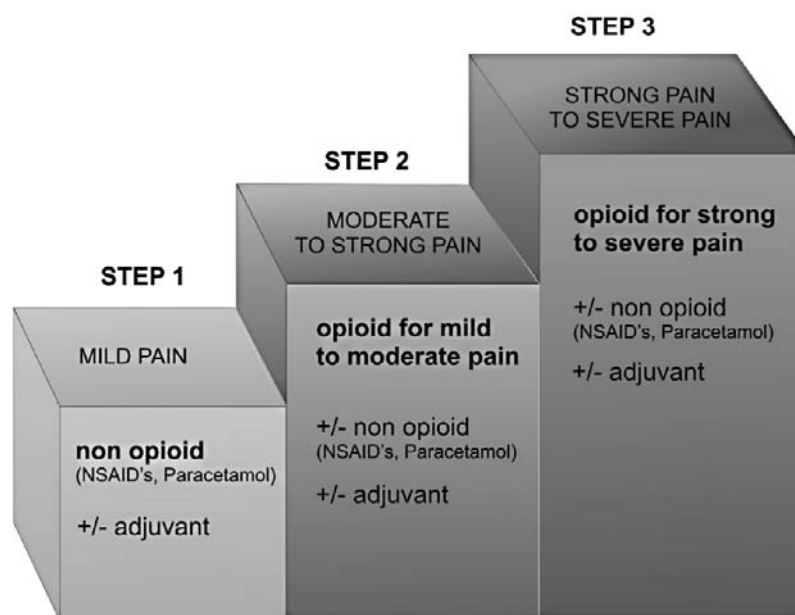 STEP 1
MILD PAIN
non opioid
(NSAID's, Paracetamol)
+/- adjuvant
STEP 2
MODERATE
TO STRONG PAIN
opioid for mild
to moderate pain
+/- non opioid
(NSAID's, Paracetamol)
+/- adjuvant
STEP 3
STRONG PAIN
TO SEVERE PAIN
opioid for strong
to severe pain
+/- non opioid
(NSAID's, Paracetamol)
+/- adjuvant